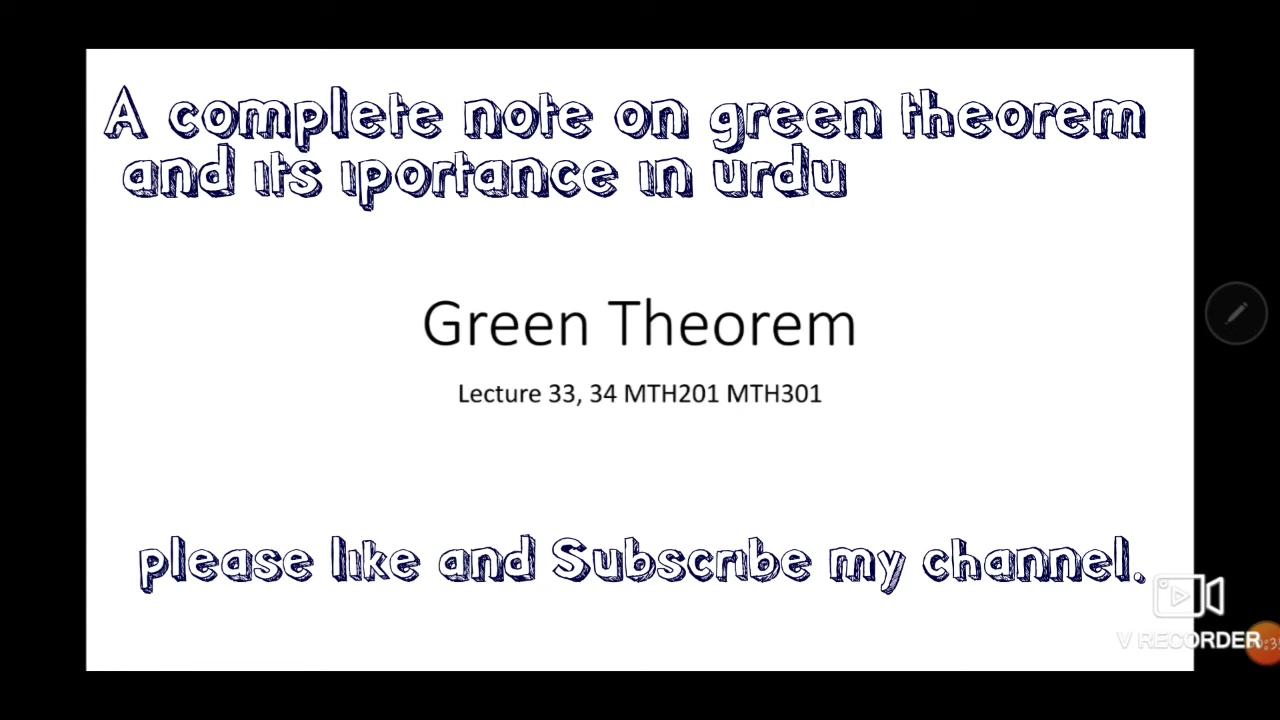 A complete note on green theorem
and its iportance in urdu
Green Theorem
Lecture 33, 34 MTH201 MTH301
please like and Subscribe my channel.
V RECORDER